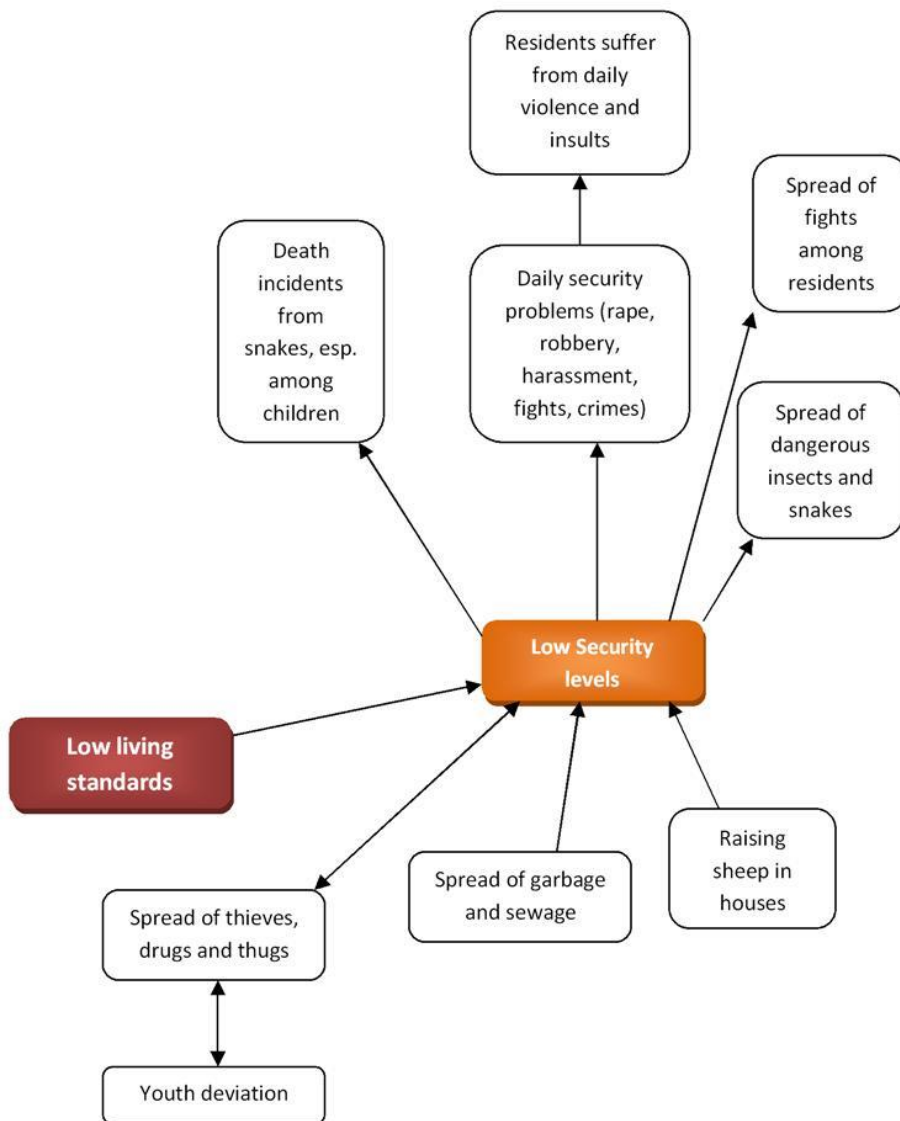 Residents suffer
from daily
violence and
insults
Spread of
fights
among
residents
Death
incidents
from
snakes, esp.
among
children
Daily security
problems (rape,
robbery,
harassment,
fights, crimes)
Spread of
dangerous
insects and
snakes
Low Security
levels
Low living
standards
Raising
sheep in
houses
Spread of garbage
and sewage
Spread of thieves,
drugs and thugs
Youth deviation